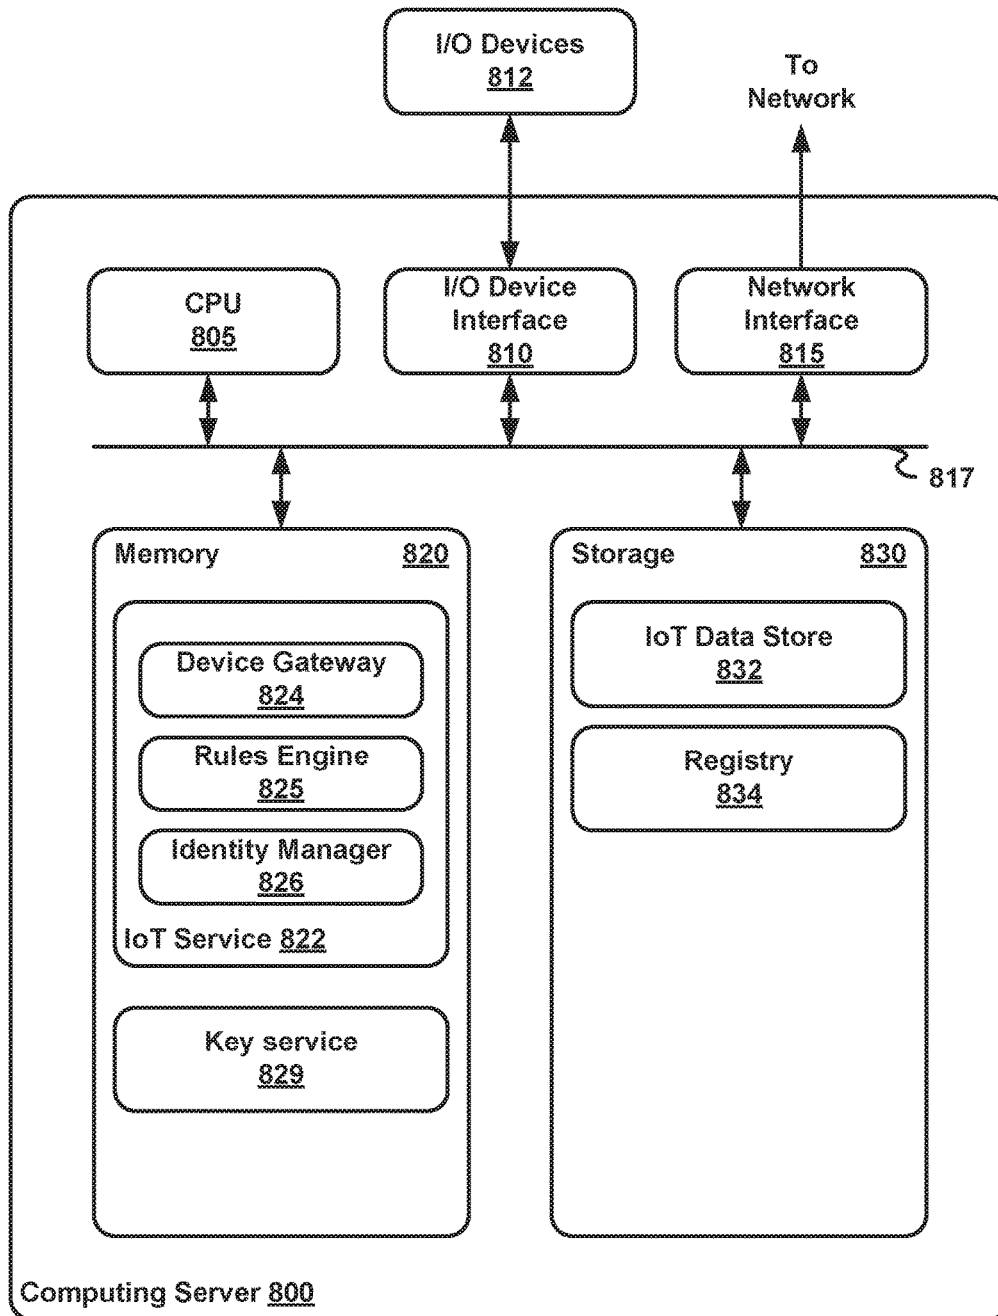 I/O Devices
812
To
Network
CPU
805
I/O Device
Interface
810
Network
Interface
815
817
Memory 820
Device Gateway
824
Rules Engine
825
Identity Manager
826
IoT Service 822
Key service
829
Storage 830
IoT Data Store
832
Registry
834
Computing Server 800